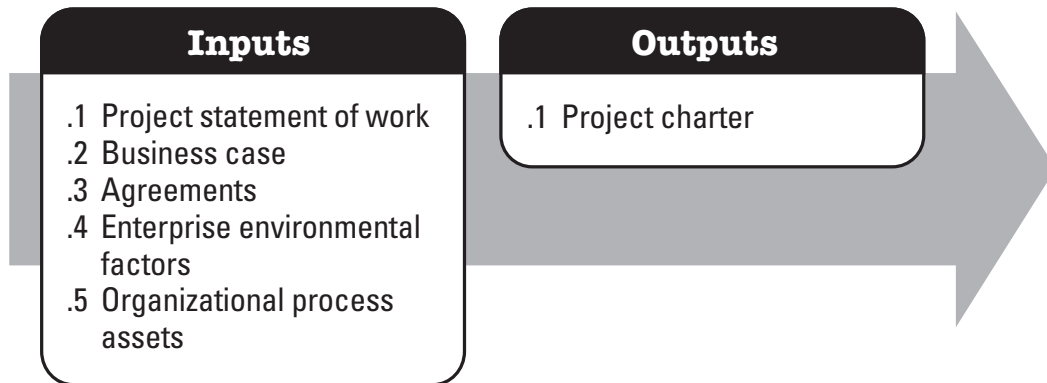 Inputs
.1 Project statement of work
.2 Business case
.3 Agreements
.4 Enterprise environmental
factors
.5 Organizational process
assets
Outputs
.1 Project charter